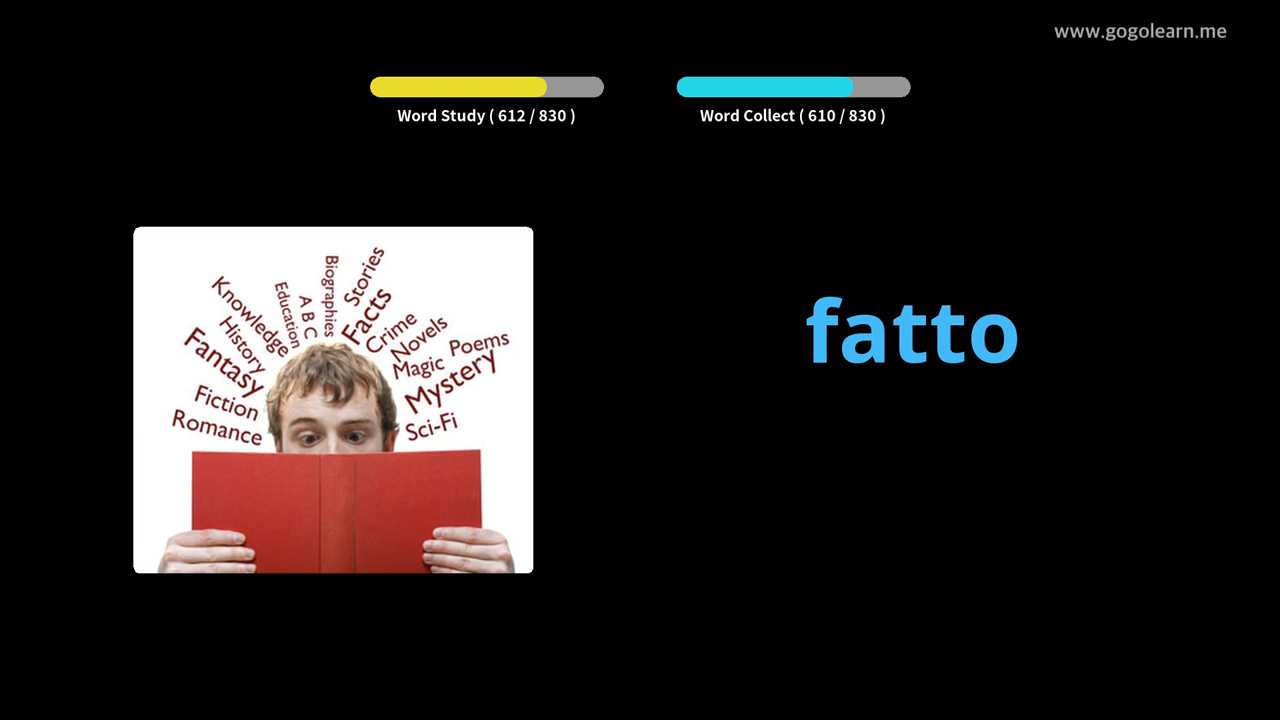 www.gogolearn.me
Word Study ( 612 / 830 )
Word Collect ( 610 / 830 )
Biographies
Stories
Education
A B C
Facts
Knowledge
Crime
History
Novels
Fantasy
Magic
Poems
Mystery
Fiction
Romance
Sci-Fi
fatto